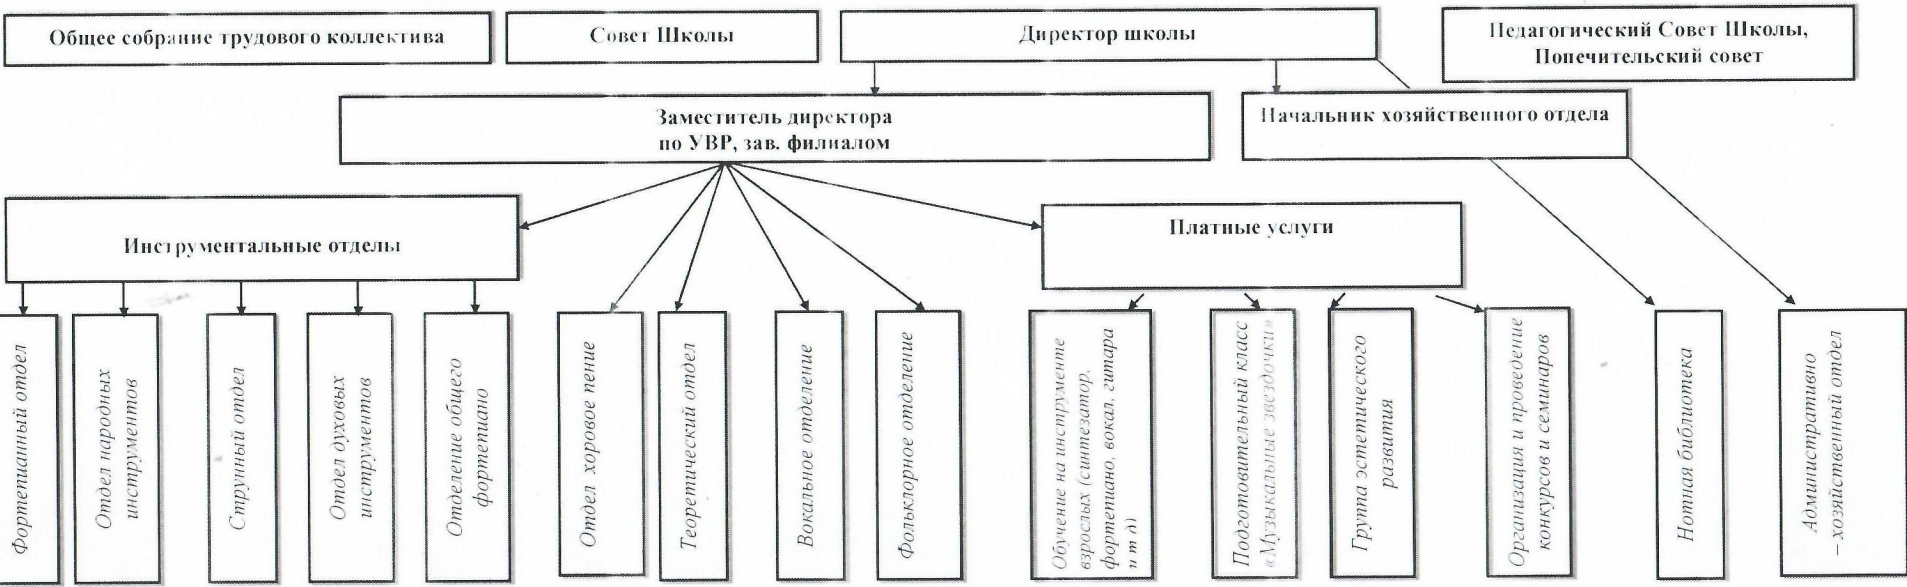 Общее собрание трудового коллектива
Совет Школы
Директор школы
Педагогический Совет Школы,
Попечительский совет
Заместитель директора
по УВР, зав. филиалом
Начальник хозяйственного отдела
Инструментальные отделы
Платные услуги
Фортепианный отдел
Отдел народных
инструментов
Струнный отдел
Отдел духовых
инструментов
Отделение общего
фортепиано
Отдел хоровое пение
Теоретический отдел
Вокальное отделение
Фольклорное отделение
Обучение на инструменте
взрослых (синтезатор,
фортепиано, вокал, гитара
и т.д)
Подготовительный класс
«Музыкальные звездочки»
Группа эстетического
развития
Организация и проведение
конкурсов и семинаров
Нотная библиотека
Административно
– хозяйственный отдел